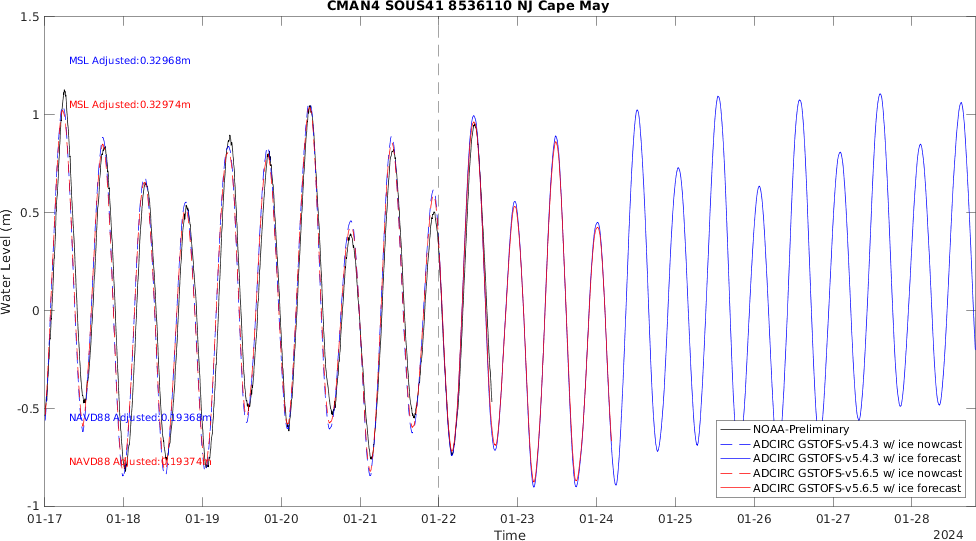 CMAN4 SOUS41 8536110 NJ Cape May
1.5
1
0.5
0
-0.5
-1
Water Level (m)
MSL Adjusted:0.32968m
MSL Adjusted:0.32974m
NAVD88 Adjusted:0.19368m
NAVD88 Adjusted:0.19374m
NOAA-Preliminary
ADCIRC GSTOFS-v5.4.3 w/ ice nowcast
ADCIRC GSTOFS-v5.4.3 w/ ice forecast
ADCIRC GSTOFS-v5.6.5 w/ ice nowcast
ADCIRC GSTOFS-v5.6.5 w/ ice forecast
01-17 01-18 01-19 01-20 01-21 01-22 01-23 01-24 01-25 01-26 01-27 01-28
Time
2024